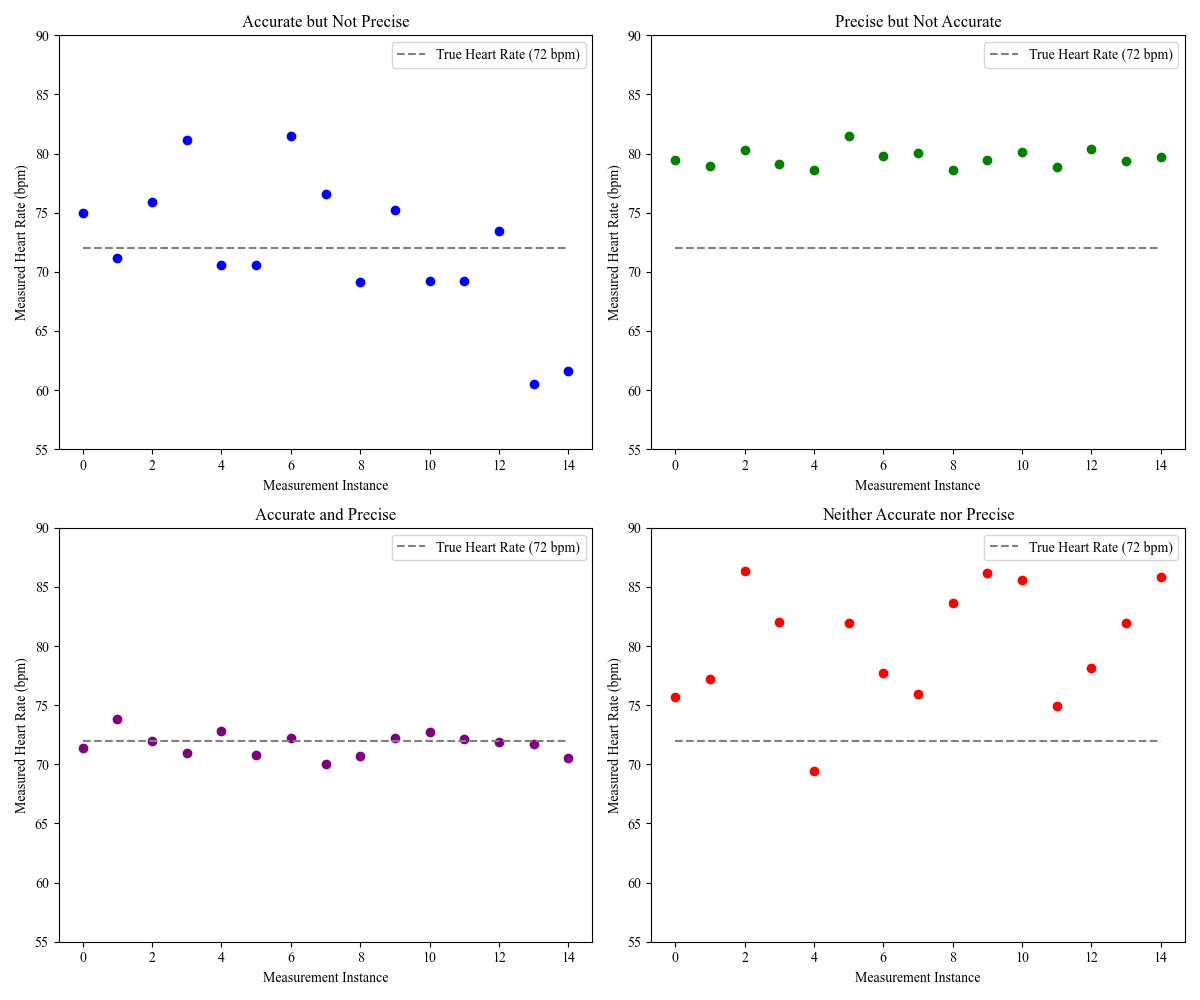 Accurate but Not Precise
True Heart Rate (72 bpm)
Measured Heart Rate (bpm)
90
85
80
75
70
65
60
55
0 2 4 6 8 10 12 14
Measurement Instance
Precise but Not Accurate
True Heart Rate (72 bpm)
Measured Heart Rate (bpm)
90
85
80
75
70
65
60
55
0 2 4 6 8 10 12 14
Measurement Instance
Accurate and Precise
True Heart Rate (72 bpm)
Measured Heart Rate (bpm)
90
85
80
75
70
65
60
55
0 2 4 6 8 10 12 14
Measurement Instance
Neither Accurate nor Precise
True Heart Rate (72 bpm)
Measured Heart Rate (bpm)
90
85
80
75
70
65
60
55
0 2 4 6 8 10 12 14
Measurement Instance